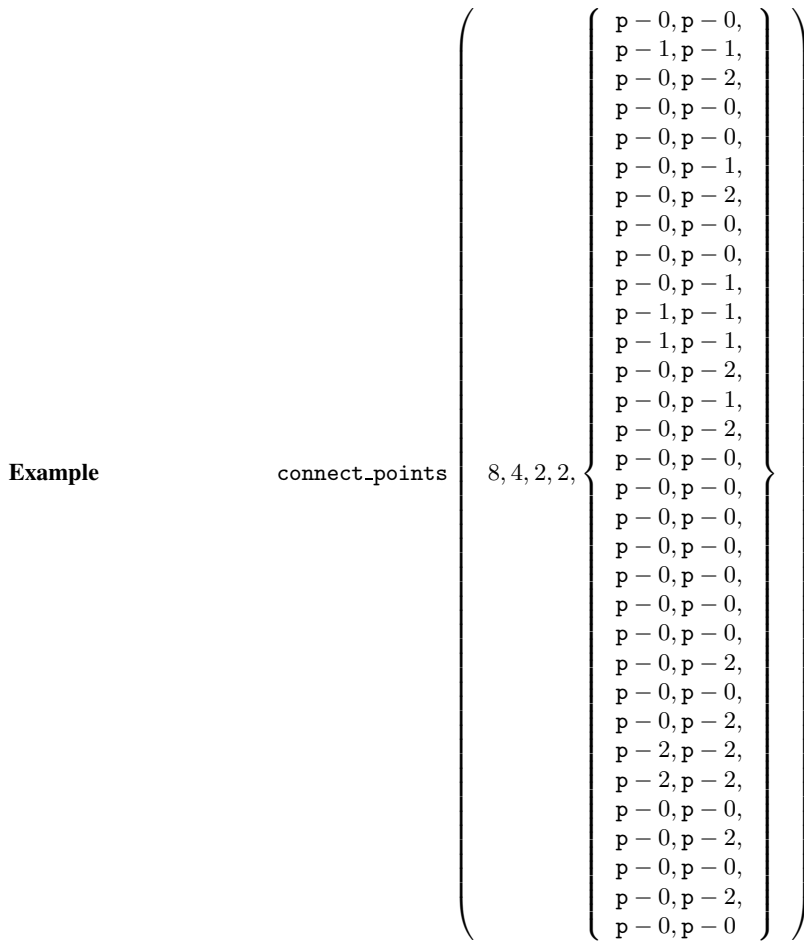 p − 0, p − 0,
p − 1, p − 1,
p − 0, p − 2,
p − 0, p − 0,
p − 0, p − 0,
p − 0, p − 1,
p − 0, p − 2,
p − 0, p − 0,
p − 0, p − 0,
p − 0, p − 1,
p − 1, p − 1,
p − 1, p − 1,
p − 0, p − 2,
p − 0, p − 1,
p − 0, p − 2,
Example connect_points ( 8, 4, 2, 2, { p − 0, p − 0, } )
p − 0, p − 0,
p − 0, p − 0,
p − 0, p − 0,
p − 0, p − 0,
p − 0, p − 0,
p − 0, p − 0,
p − 0, p − 2,
p − 0, p − 0,
p − 0, p − 2,
p − 2, p − 2,
p − 2, p − 2,
p − 0, p − 0,
p − 0, p − 2,
p − 0, p − 0,
p − 0, p − 2,
p − 0, p − 0